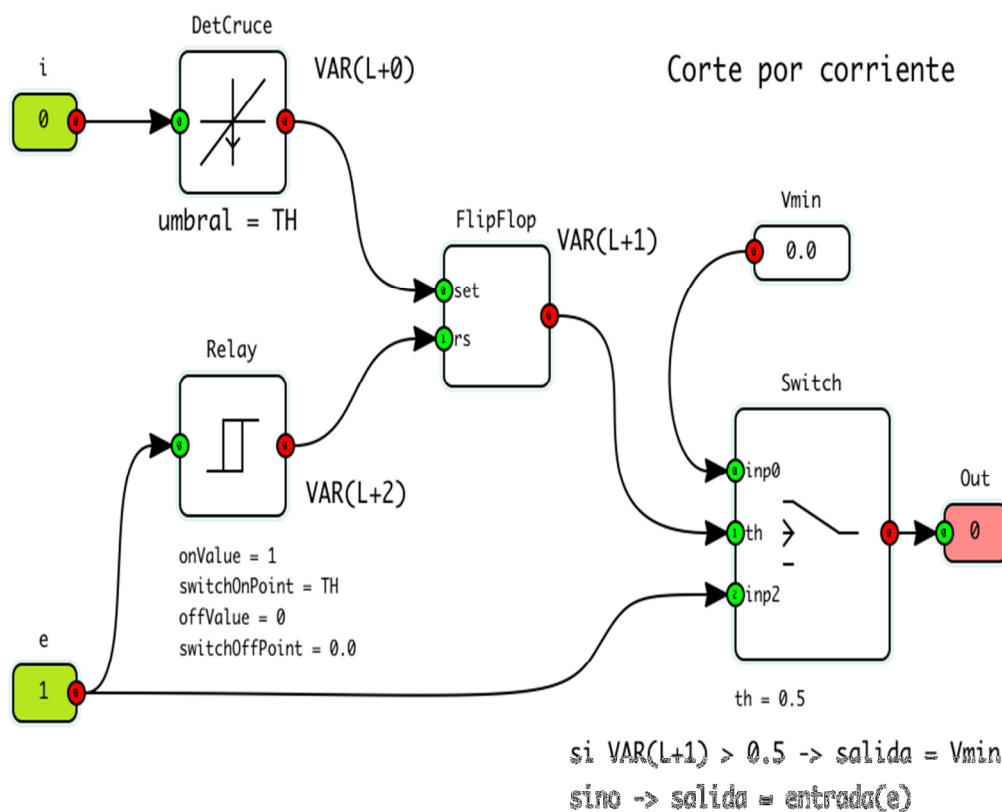 DetCruce
VAR(L+0)
Corte por corriente
i
0
umbral = TH
Vmin
0.0
FlipFlop
VAR(L+1)
set
rs
Relay
VAR(L+2)
Switch
inp0
th
inp2
Out
0
onValue = 1
switchOnPoint = TH
offValue = 0
switchOffPoint = 0.0
e
1
th = 0.5
si VAR(L+1) > 0.5 -> salida = Vmin
sino -> salida = entrada(e)